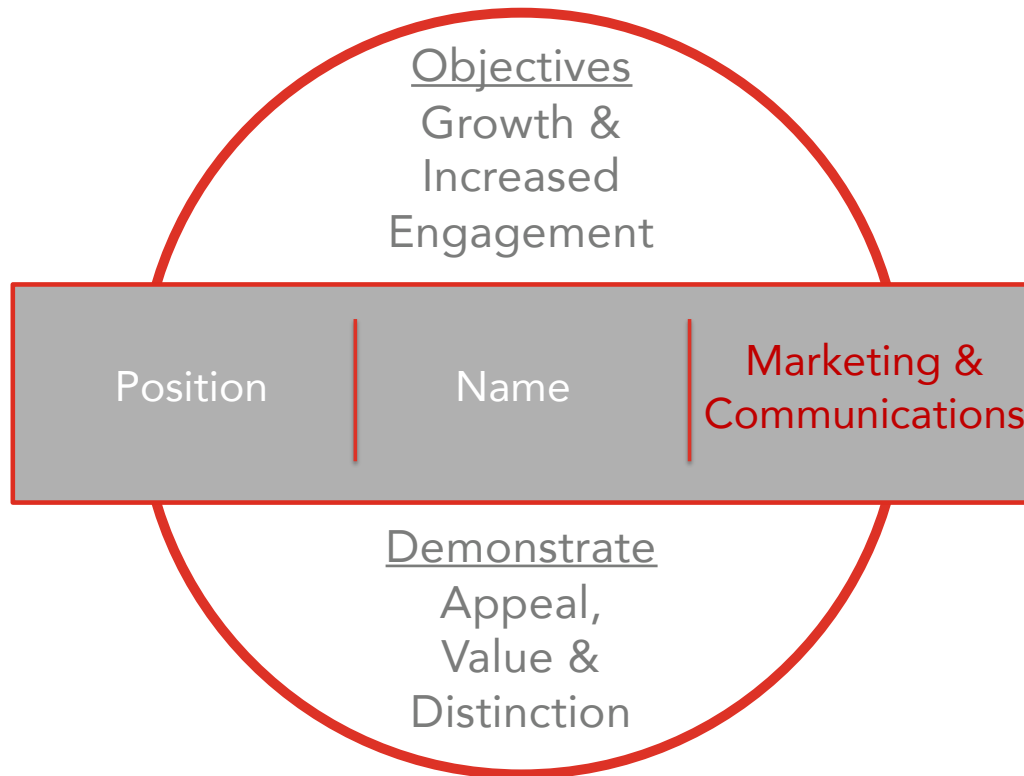 Objectives
Growth &
Increased
Engagement
Position
Name
Marketing &
Communications
Demonstrate
Appeal,
Value &
Distinction